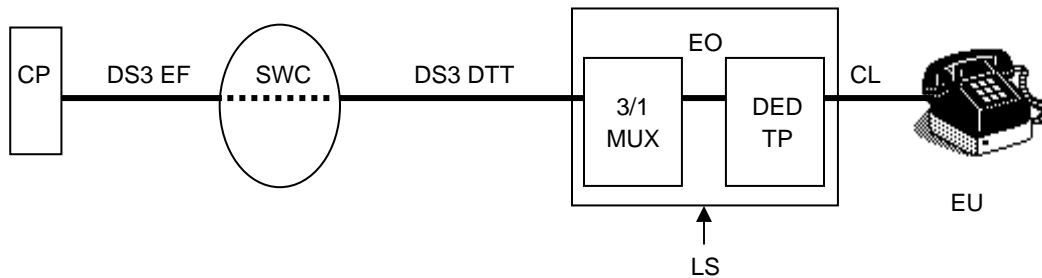 EO
CP
DS3 EF
SWC
DS3 DTT
3/1
MUX
DED
TP
CL
EU
LS